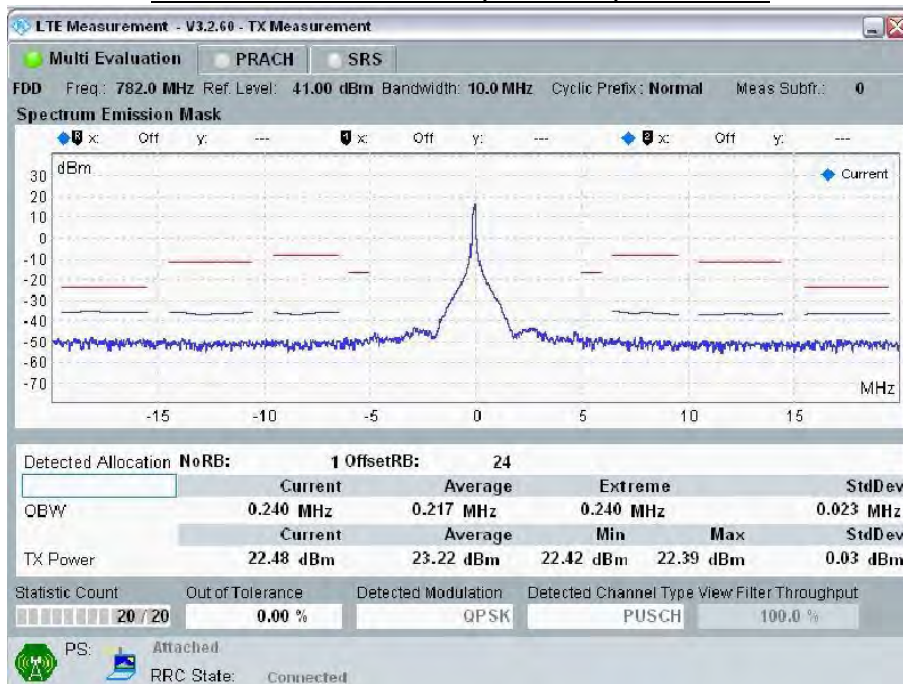 LTE Measurement - V3.2.60 - TX Measurement
Multi Evaluation PRACH SRS
FDD Freq.: 782.0 MHz Ref. Level: 41.00 dBm Bandwidth: 10.0 MHz Cyclic Prefix: Normal Meas Subfr.: 0
Spectrum Emission Mask
R x: Off y: --- 1 x: Off y: --- 2 x: Off y: ---
dBm
Current
30
20
10
0
-10
-20
-30
-40
-50
-60
-70
MHz
-15 -10 -5 0 5 10 15
Detected Allocation NoRB: 1 OffsetRB: 24
Current Average Extreme StdDev
OBW 0.240 MHz 0.217 MHz 0.240 MHz 0.023 MHz
Current Average Min Max StdDev
TX Power 22.48 dBm 23.22 dBm 22.42 dBm 22.39 dBm 0.03 dBm
Statistic Count Out of Tolerance Detected Modulation Detected Channel Type View Filter Throughput
20 / 20 0.00 % QPSK PUSCH 100.0 %
PS: Attached
RRC State: Connected